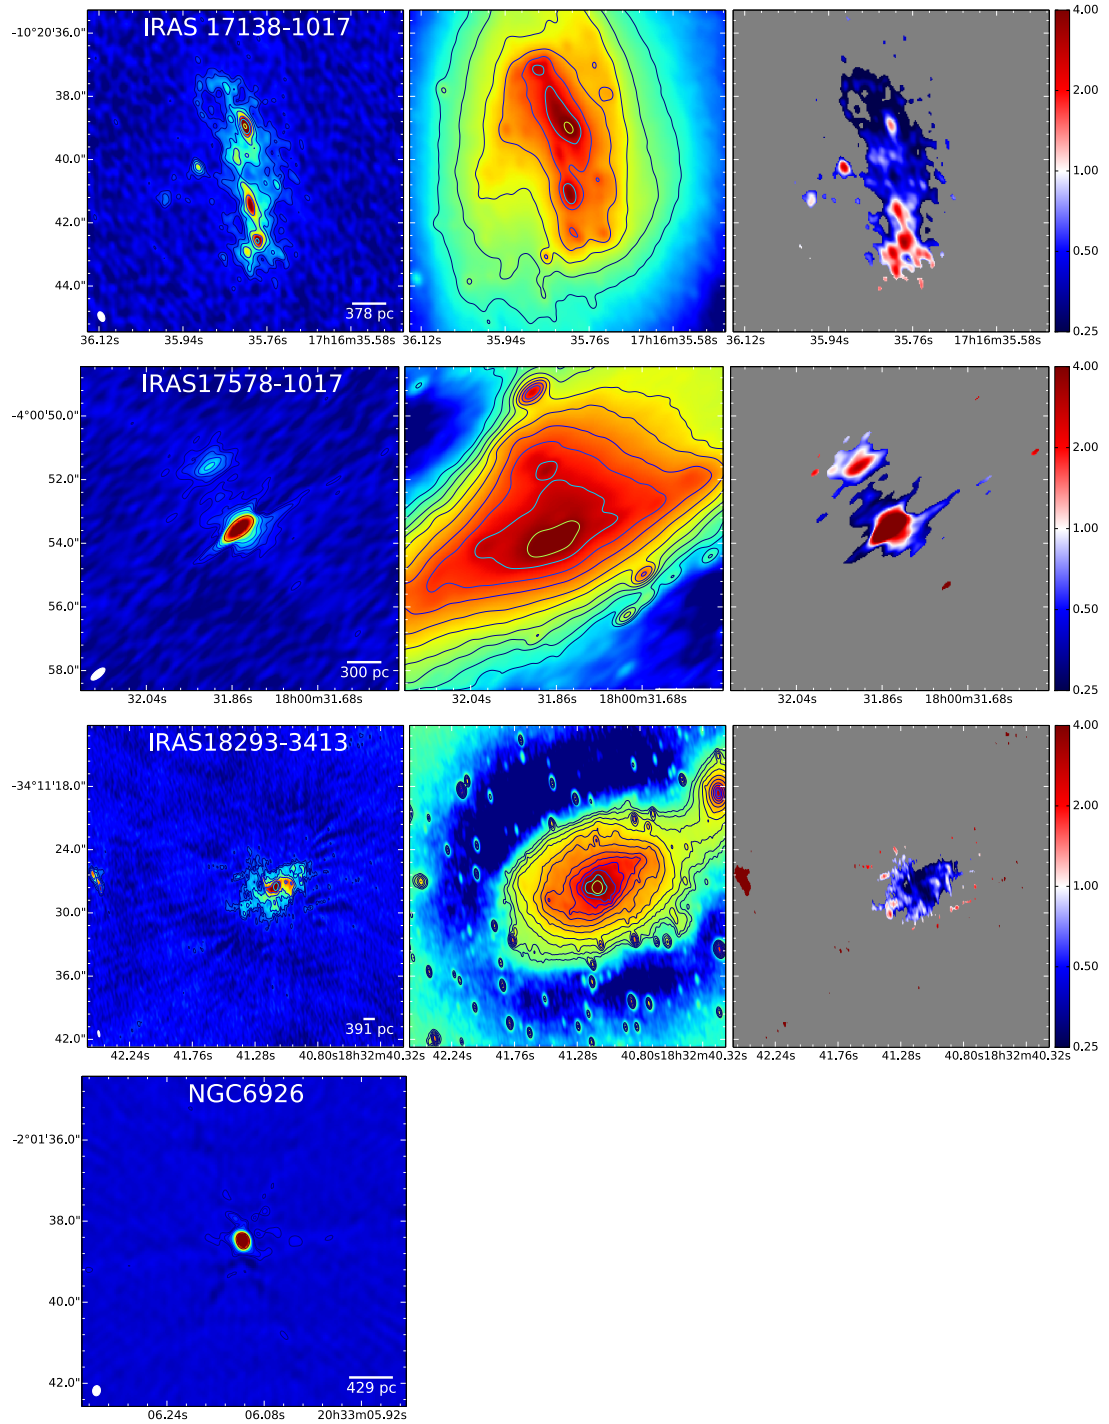 IRAS 17138-1017
-10°20'36.0"
38.0"
40.0"
42.0"
44.0"
378 pc
36.12s 35.94s 35.76s 17h16m35.58s
36.12s 35.94s 35.76s 17h16m35.58s
36.12s 35.94s 35.76s 17h16m35.58s
4.00
2.00
1.00
0.50
0.25
IRAS17578-1017
-4°00'50.0"
52.0"
54.0"
56.0"
58.0"
300 pc
32.04s 31.86s 18h00m31.68s
32.04s 31.86s 18h00m31.68s
32.04s 31.86s 18h00m31.68s
4.00
2.00
1.00
0.50
0.25
IRAS18293-3413
-34°11'18.0"
24.0"
30.0"
36.0"
42.0"
391 pc
42.24s 41.76s 41.28s 40.80s18h32m40.32s
42.24s 41.76s 41.28s 40.80s18h32m40.32s
42.24s 41.76s 41.28s 40.80s18h32m40.32s
4.00
2.00
1.00
0.50
0.25
NGC6926
-2°01'36.0"
38.0"
40.0"
42.0"
429 pc
06.24s 06.08s 20h33m05.92s